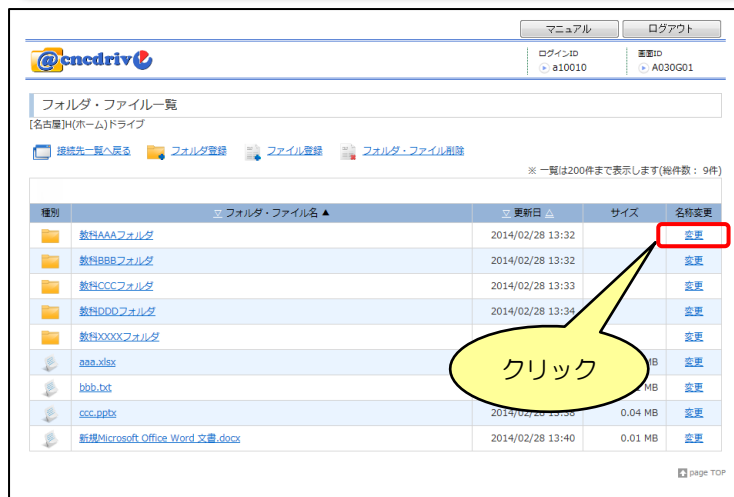 マニュアル ログアウト
@cncdriv ログインID 画面ID
a10010 A030G01
フォルダ・ファイル一覧
[名古屋]H(ホーム)ドライブ
接続先一覧へ戻る フォルダ登録 ファイル登録 フォルダ・ファイル削除
※ 一覧は200件まで表示します(総件数： 9件)
種別 ▽ フォルダ・ファイル名 ▲ ▽ 更新日 △ サイズ 名称変更
教科AAAフォルダ 2014/02/28 13:32 変更
教科BBBフォルダ 2014/02/28 13:32 変更
教科CCCフォルダ 2014/02/28 13:33 変更
教科DDDフォルダ 2014/02/28 13:34 変更
教科XXXXフォルダ 変更
aaa.xlsx MB 変更
クリック
bbb.txt MB 変更
ccc.pptx 2014/02/28 13:38 0.04 MB 変更
新規Microsoft Office Word 文書.docx 2014/02/28 13:40 0.01 MB 変更
page TOP